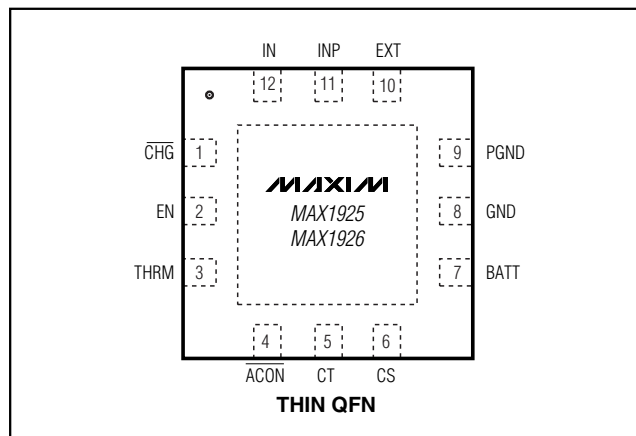 IN INP EXT
12 11 10
CHG 1 9 PGND
MAXIM
EN 2 MAX1925 8 GND
MAX1926
THRM 3 7 BATT
4 5 6
ACON CT CS
THIN QFN